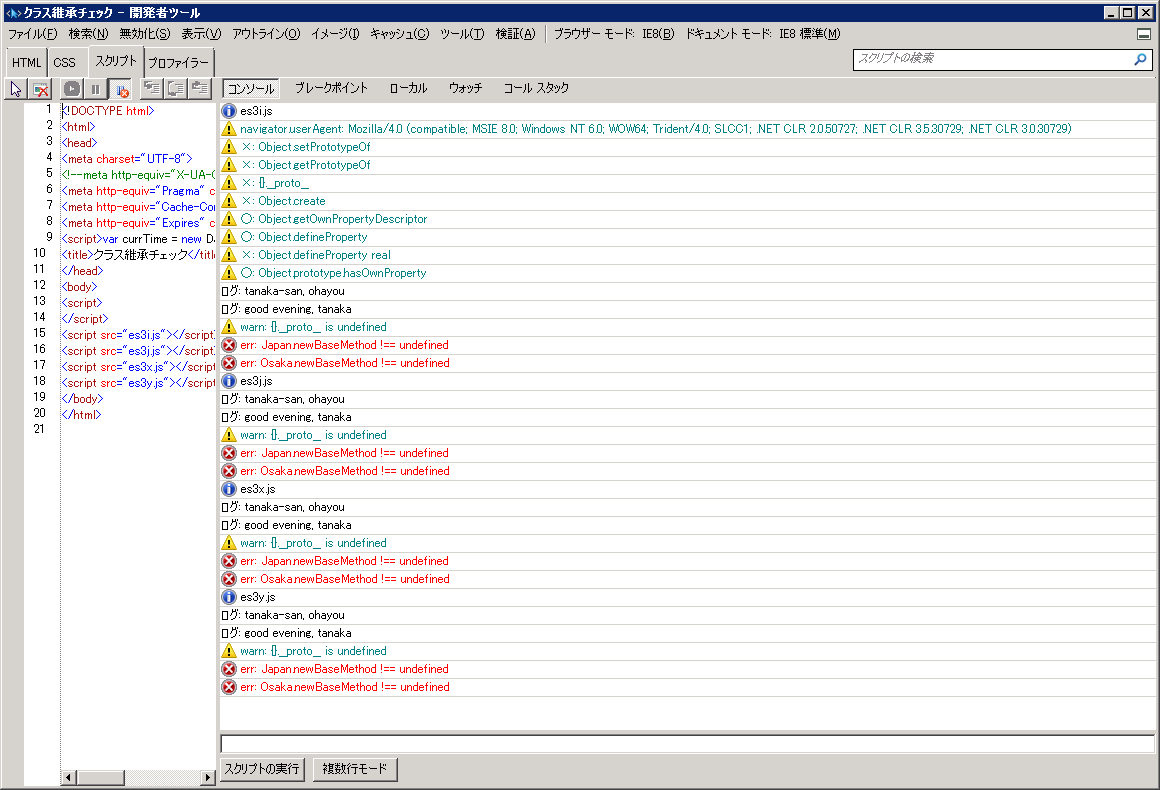 クラス継承チェック - 開発者ツール
ファイル(F) 検索(N) 無効化(S) 表示(V) アウトライン(O) イメージ(I) キャッシュ(C) ツール(T) 検証(A) ブラウザー モード: IE8(B) ドキュメント モード: IE8 標準(M)
HTML CSS スクリプト プロファイラー
スクリプトの検索
コンソール ブレークポイント ローカル ウォッチ コール スタック
1 <!DOCTYPE html>
2 <html>
3 <head>
4 <meta charset="UTF-8">
5 <!--meta http-equiv="X-UA-
6 <meta http-equiv="Pragma" c
7 <meta http-equiv="Cache-Co
8 <meta http-equiv="Expires" c
9 <script>var currTime = new D
10 <title>クラス継承チェック</title
11 </head>
12 <body>
13 <script>
14 </script>
15 <script src="es3i.js"></script
16 <script src="es3j.js"></script
17 <script src="es3x.js"></script
18 <script src="es3y.js"></script
19 </body>
20 </html>
21
es3i.js
navigator.userAgent: Mozilla/4.0 (compatible; MSIE 8.0; Windows NT 6.0; WOW64; Trident/4.0; SLCC1; .NET CLR 2.0.50727; .NET CLR 3.5.30729; .NET CLR 3.0.30729)
×: Object.setPrototypeOf
×: Object.getPrototypeOf
×: {}.__proto__
×: Object.create
○: Object.getOwnPropertyDescriptor
○: Object.defineProperty
×: Object.defineProperty real
○: Object.prototype.hasOwnProperty
ログ: tanaka-san, ohayou
ログ: good evening, tanaka
warn: {}.__proto__ is undefined
err: Japan.newBaseMethod !== undefined
err: Osaka.newBaseMethod !== undefined
es3j.js
ログ: tanaka-san, ohayou
ログ: good evening, tanaka
warn: {}.__proto__ is undefined
err: Japan.newBaseMethod !== undefined
err: Osaka.newBaseMethod !== undefined
es3x.js
ログ: tanaka-san, ohayou
ログ: good evening, tanaka
warn: {}.__proto__ is undefined
err: Japan.newBaseMethod !== undefined
err: Osaka.newBaseMethod !== undefined
es3y.js
ログ: tanaka-san, ohayou
ログ: good evening, tanaka
warn: {}.__proto__ is undefined
err: Japan.newBaseMethod !== undefined
err: Osaka.newBaseMethod !== undefined
スクリプトの実行 複数行モード